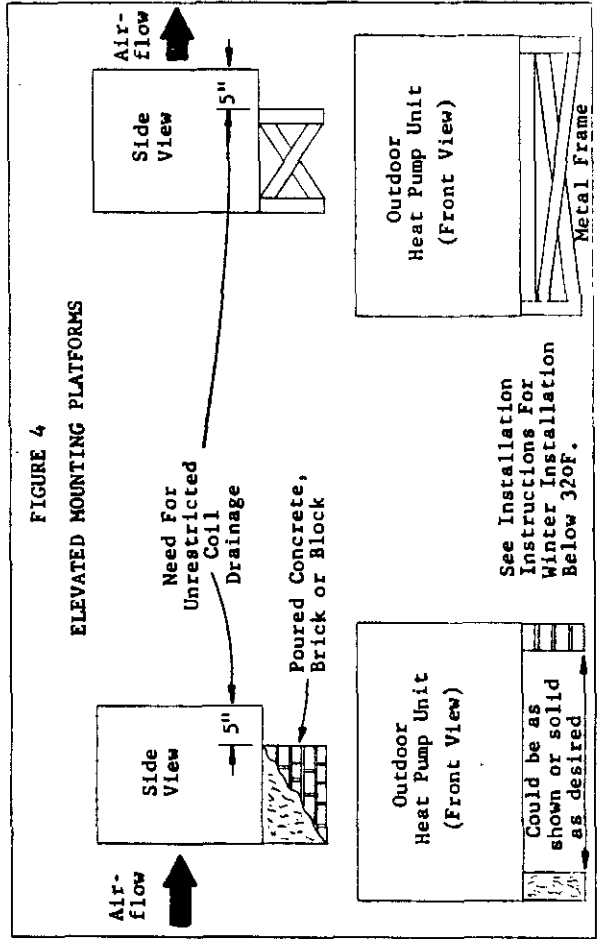 FIGURE 4
ELEVATED MOUNTING PLATFORMS
Air-
flow
Side
View
5"
Need For
Unrestricted
Coil
Drainage
Side
View
5"
Air-
flow
Poured Concrete,
Brick or Block
Outdoor
Heat Pump Unit
(Front View)
Could be as
shown or solid
as desired
See Installation
Instructions For
Winter Installation
Below 32oF.
Outdoor
Heat Pump Unit
(Front View)
Metal Frame